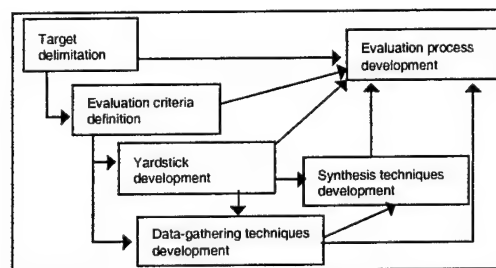 Target
delimitation
Evaluation process
development
Evaluation criteria
definition
Yardstick
development
Synthesis techniques
development
Data-gathering techniques
development